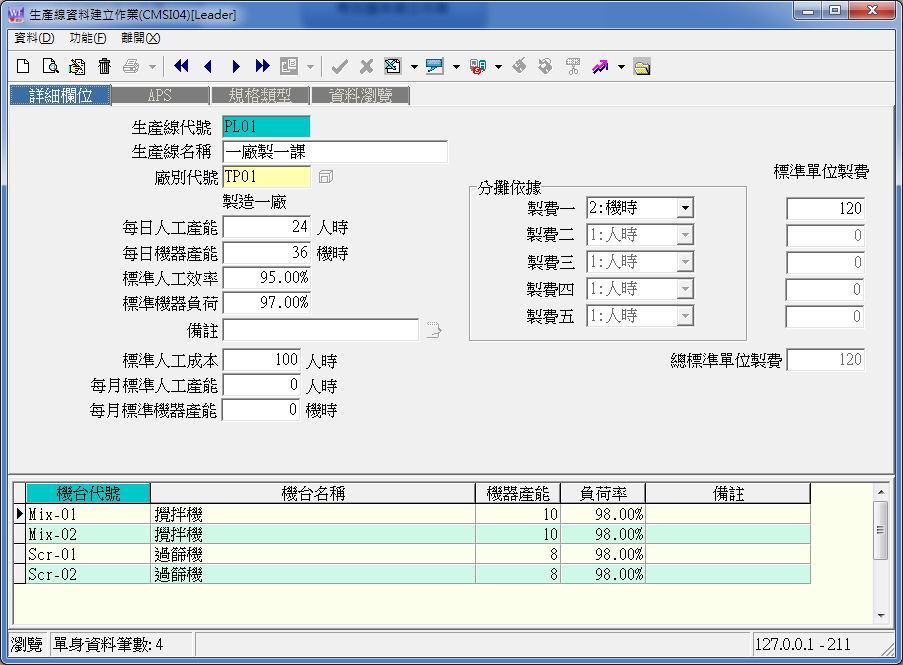 生產線資料建立作業(CMSI04)[Leader]
資料(D) 功能(F) 離開(X)
詳細欄位 APS 規格類型 資料瀏覽
生產線代號 PL01
生產線名稱 一廠製一課
廠別代號 TP01
製造一廠
每日人工產能 24 人時
每日機器產能 36 機時
標準人工效率 95.00%
標準機器負荷 97.00%
備註
標準人工成本 100 人時
每月標準人工產能 0 人時
每月標準機器產能 0 機時
分攤依據
製費一 2:機時
製費二 1:人時
製費三 1:人時
製費四 1:人時
製費五 1:人時
標準單位製費
120
0
0
0
0
總標準單位製費 120
機台代號 機台名稱 機器產能 負荷率 備註
Mix-01 攪拌機 10 98.00%
Mix-02 攪拌機 10 98.00%
Scr-01 過篩機 8 98.00%
Scr-02 過篩機 8 98.00%
瀏覽 單身資料筆數: 4 127.0.0.1 - 211